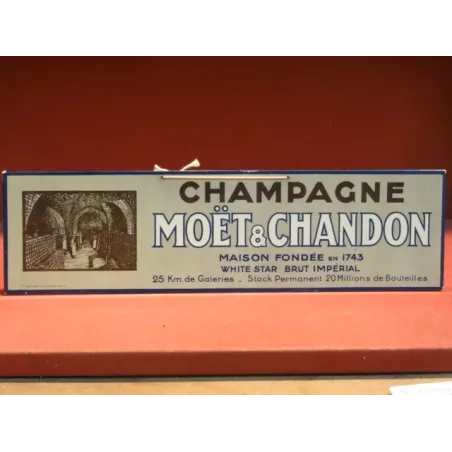 CHAMPAGNE
MOËT & CHANDON
MAISON FONDÉE EN 1743
WHITE STAR BRUT IMPÉRIAL
25 Km. de Galeries _ Stock Permanent 20 Millions de Bouteilles